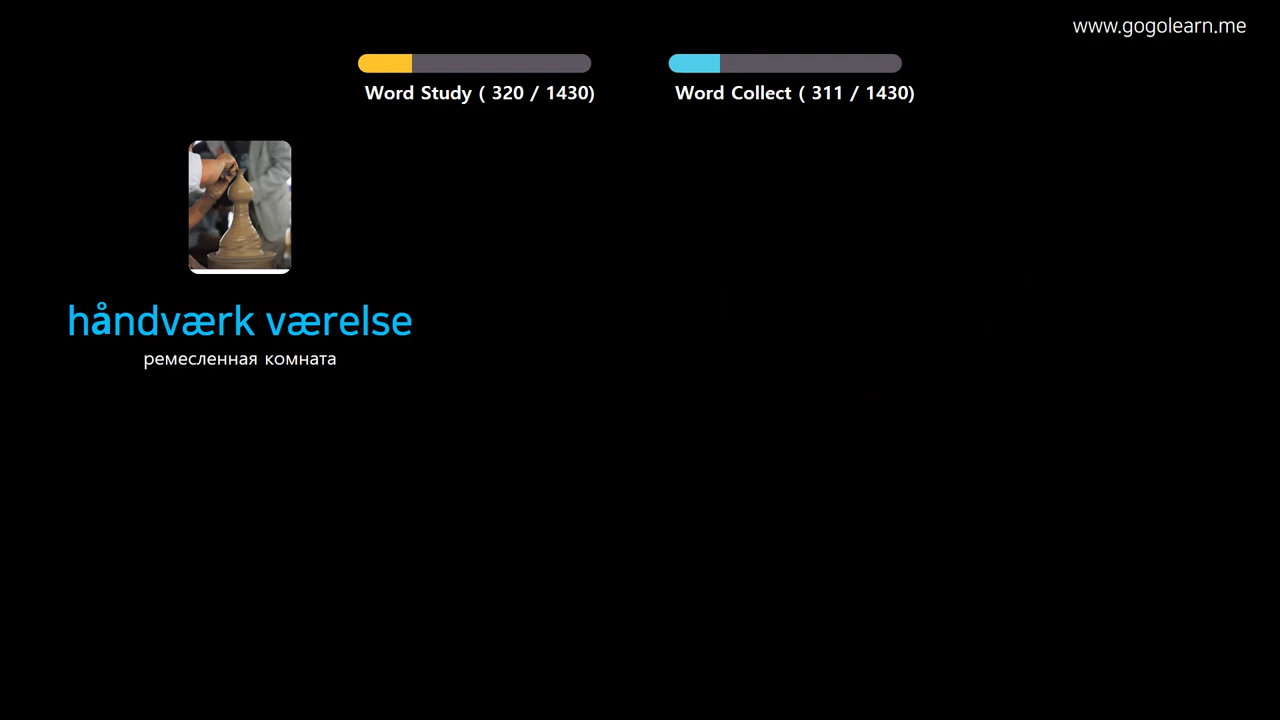 www.gogolearn.me
Word Study ( 320 / 1430)
Word Collect ( 311 / 1430)
håndværk værelse
ремесленная комната